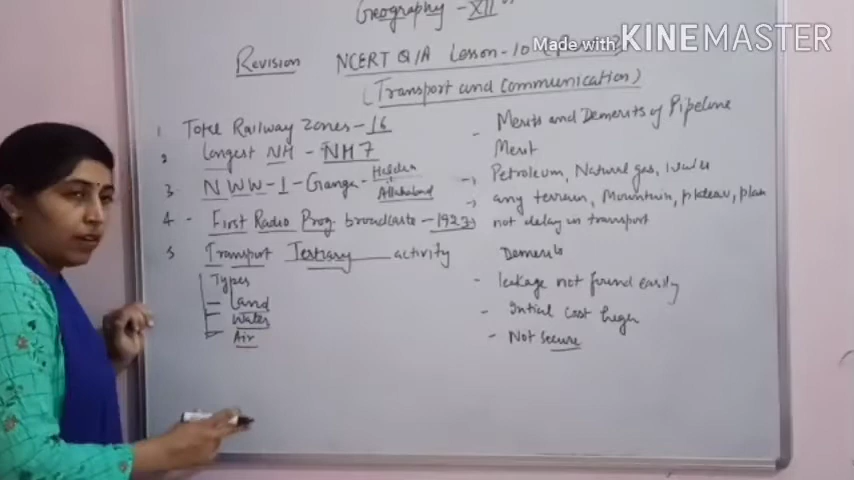 Geography - XII
Made with KINEMASTER
Revision NCERT Q/A Lesson-10
(Transport and Communication)
1 Total Railway Zones - 16
2 longest NH - NH7
3. NWW-1 - Ganga - Haldia
Allahabad
4 - First Radio Prog. broadcaste - 1923
5 Transport Tertiary activity
Types
- Land
- Water
- Air
- Merits and Demerits of Pipeline
Merit
Petroleum, Natural gas, Water
any terrain, Mountain, plateau, plain
not delay in transport
Demerits
- leakage not found easily
- Initial cost
- Not secure